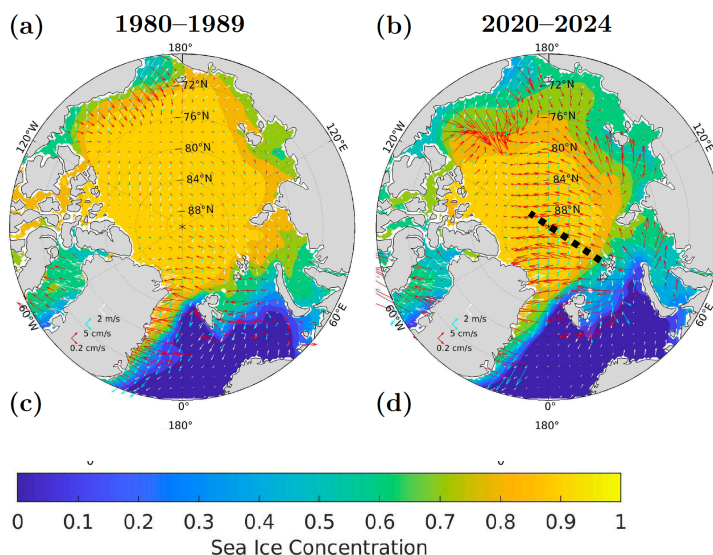 (a) 1980–1989 (b) 2020–2024
180° 180°
72°N 72°N
76°N 76°N
120°W 120°E 120°W 120°E
80°N 80°N
84°N 84°N
88°N 88°N
60°W 60°E 60°W 60°E
2 m/s 2 m/s
5 cm/s 5 cm/s
0.2 cm/s 0.2 cm/s
0° 0°
(c) (d)
180° 180°
0 0.1 0.2 0.3 0.4 0.5 0.6 0.7 0.8 0.9 1
Sea Ice Concentration